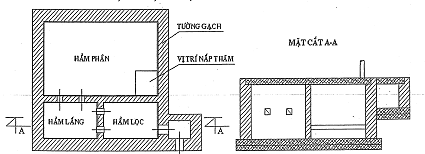 TƯỜNG GẠCH
HẦM PHÂN
VỊ TRÍ NẮP THĂM
HẦM LẮNG
HẦM LỌC
A
A
MẶT CẮT A-A